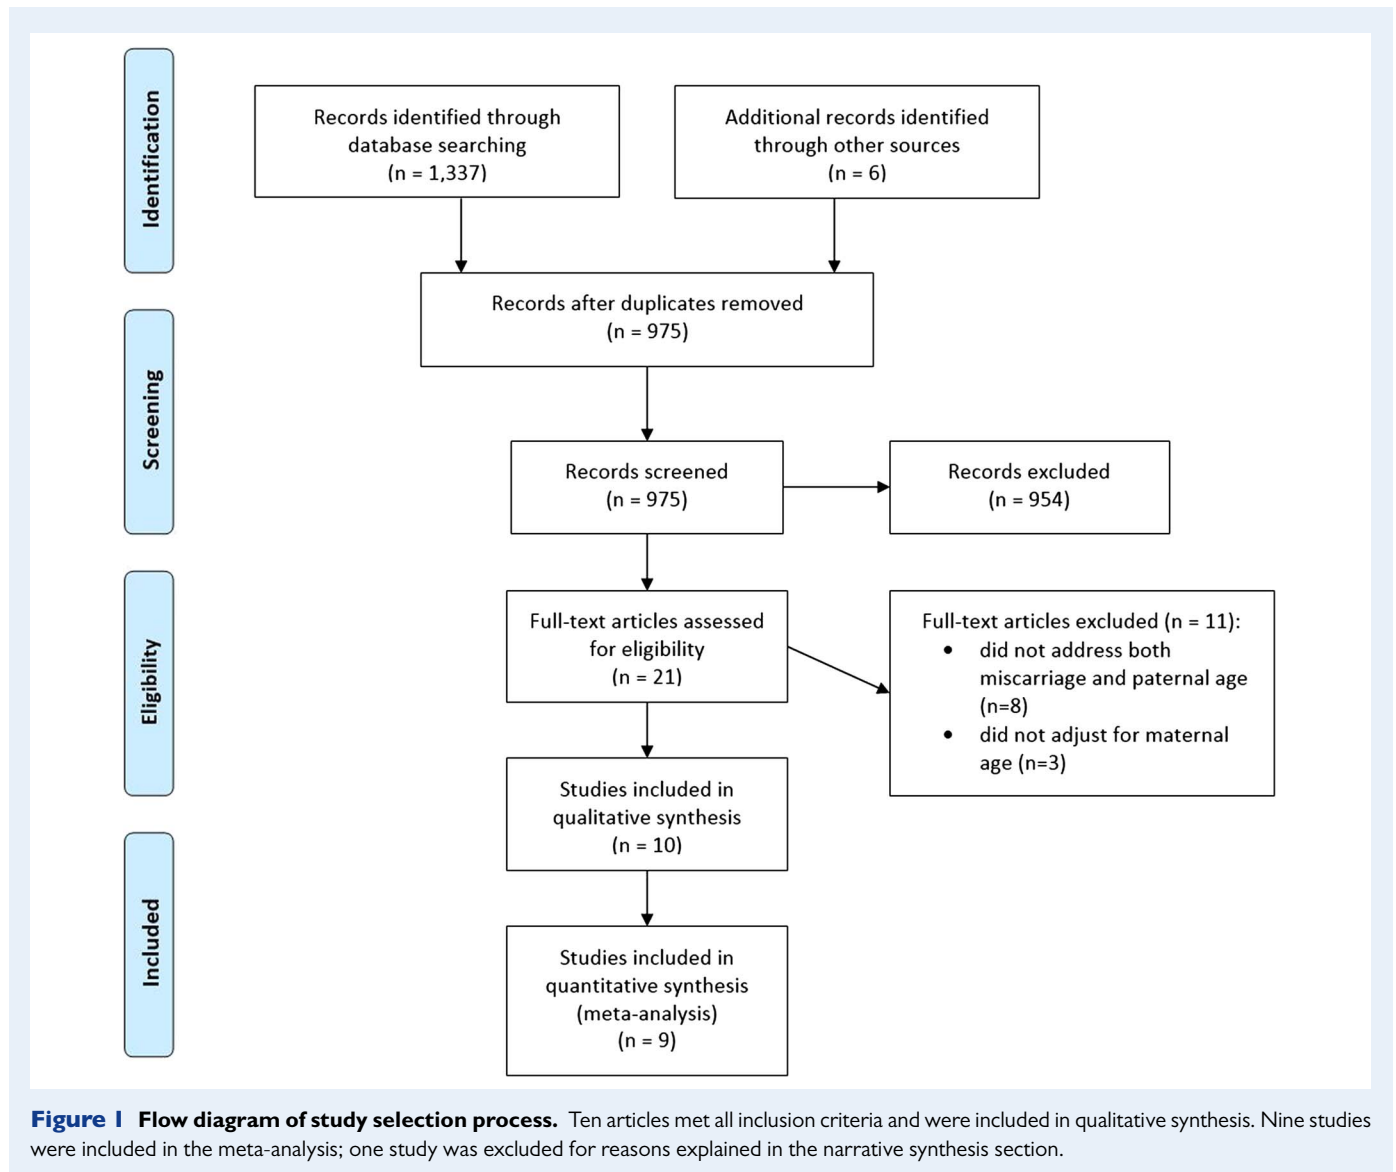 Identification
Records identified through
database searching
(n = 1,337)
Additional records identified
through other sources
(n = 6)
Records after duplicates removed
(n = 975)
Screening
Records screened
(n = 975)
Records excluded
(n = 954)
Eligibility
Full-text articles assessed
for eligibility
(n = 21)
Full-text articles excluded (n = 11):
• did not address both
miscarriage and paternal age
(n=8)
• did not adjust for maternal
age (n=3)
Studies included in
qualitative synthesis
(n = 10)
Included
Studies included in
quantitative synthesis
(meta-analysis)
(n = 9)
Figure 1 Flow diagram of study selection process. Ten articles met all inclusion criteria and were included in qualitative synthesis. Nine studies
were included in the meta-analysis; one study was excluded for reasons explained in the narrative synthesis section.